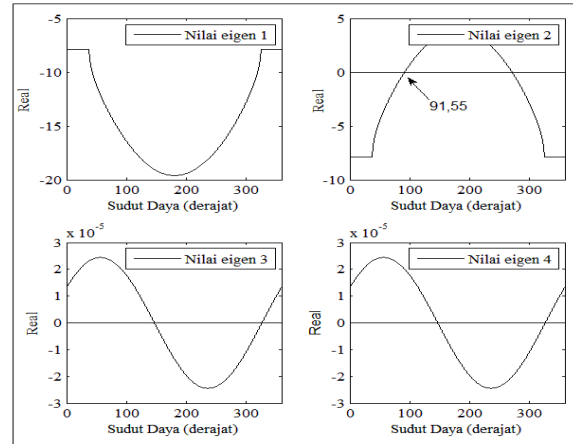 Nilai eigen 1
-5
-10
-15
-20
Real
0 100 200 300
Sudut Daya (derajat)
Nilai eigen 2
5
0
-5
-10
Real
91,55
0 100 200 300
Sudut Daya (derajat)
x 10^-5
Nilai eigen 3
3
2
1
0
-1
-2
-3
Real
0 100 200 300
Sudut Daya (derajat)
x 10^-5
Nilai eigen 4
3
2
1
0
-1
-2
-3
Real
0 100 200 300
Sudut Daya (derajat)